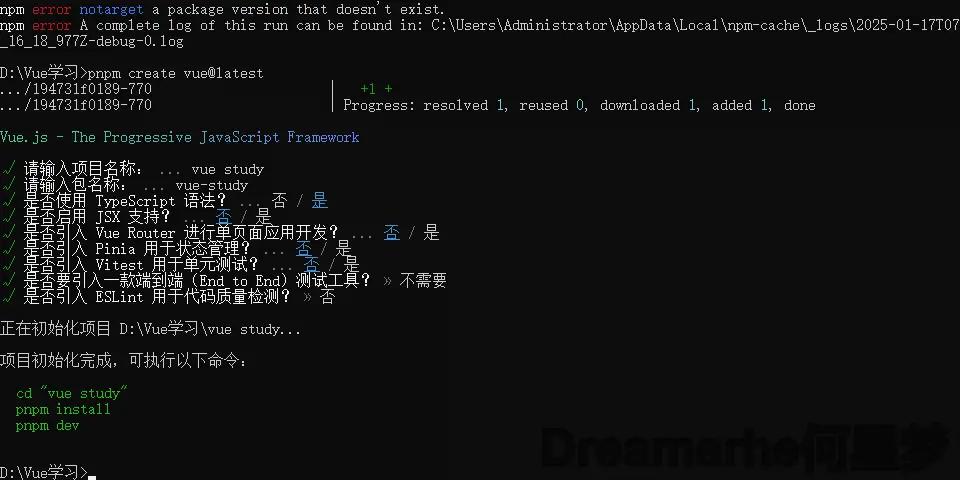 npm error notarget a package version that doesn't exist.
npm error A complete log of this run can be found in: C:\Users\Administrator\AppData\Local\npm-cache\_logs\2025-01-17T07
_16_18_977Z-debug-0.log
D:\Vue学习>pnpm create vue@latest
.../194731f0189-770 | +1 +
.../194731f0189-770 | Progress: resolved 1, reused 0, downloaded 1, added 1, done
Vue.js - The Progressive JavaScript Framework
√ 请输入项目名称： ... vue study
√ 请输入包名称： ... vue-study
√ 是否使用 TypeScript 语法？ ... 否 / 是
√ 是否启用 JSX 支持？ ... 否 / 是
√ 是否引入 Vue Router 进行单页面应用开发？ ... 否 / 是
√ 是否引入 Pinia 用于状态管理？ ... 否 / 是
√ 是否引入 Vitest 用于单元测试？ ... 否 / 是
√ 是否要引入一款端到端（End to End）测试工具？ » 不需要
√ 是否引入 ESLint 用于代码质量检测？ » 否
正在初始化项目 D:\Vue学习\vue study...
项目初始化完成，可执行以下命令：
cd "vue study"
pnpm install
pnpm dev
Dreamerhe何星梦
D:\Vue学习>